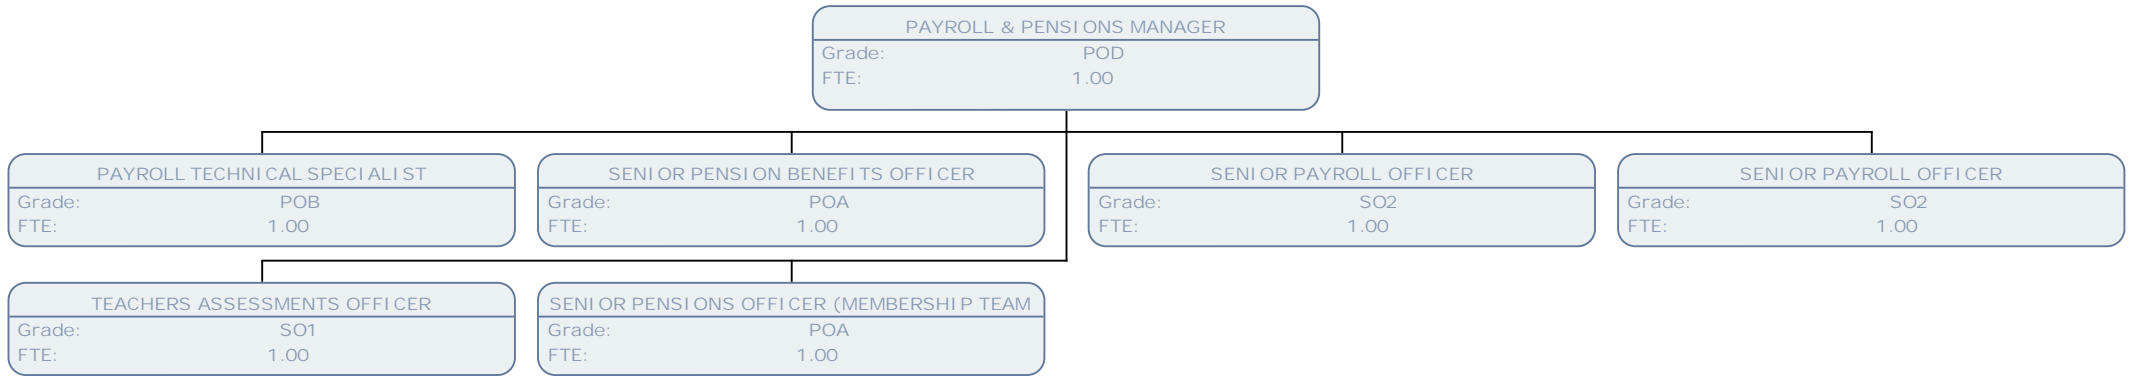 PAYROLL & PENSIONS MANAGER
Grade: POD
FTE: 1.00
PAYROLL TECHNICAL SPECIALIST
Grade: POB
FTE: 1.00
SENIOR PENSION BENEFITS OFFICER
Grade: POA
FTE: 1.00
SENIOR PAYROLL OFFICER
Grade: SO2
FTE: 1.00
SENIOR PAYROLL OFFICER
Grade: SO2
FTE: 1.00
TEACHERS ASSESSMENTS OFFICER
Grade: SO1
FTE: 1.00
SENIOR PENSIONS OFFICER (MEMBERSHIP TEAM
Grade: POA
FTE: 1.00